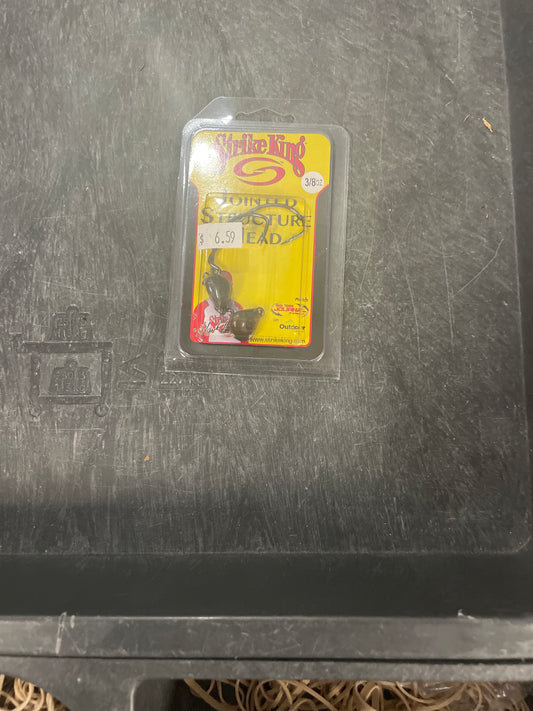 Strike King
3/8oz
JOINTED
STRUCTURE
HEAD
$ 6.59
Outdoor
www.strikeking.com